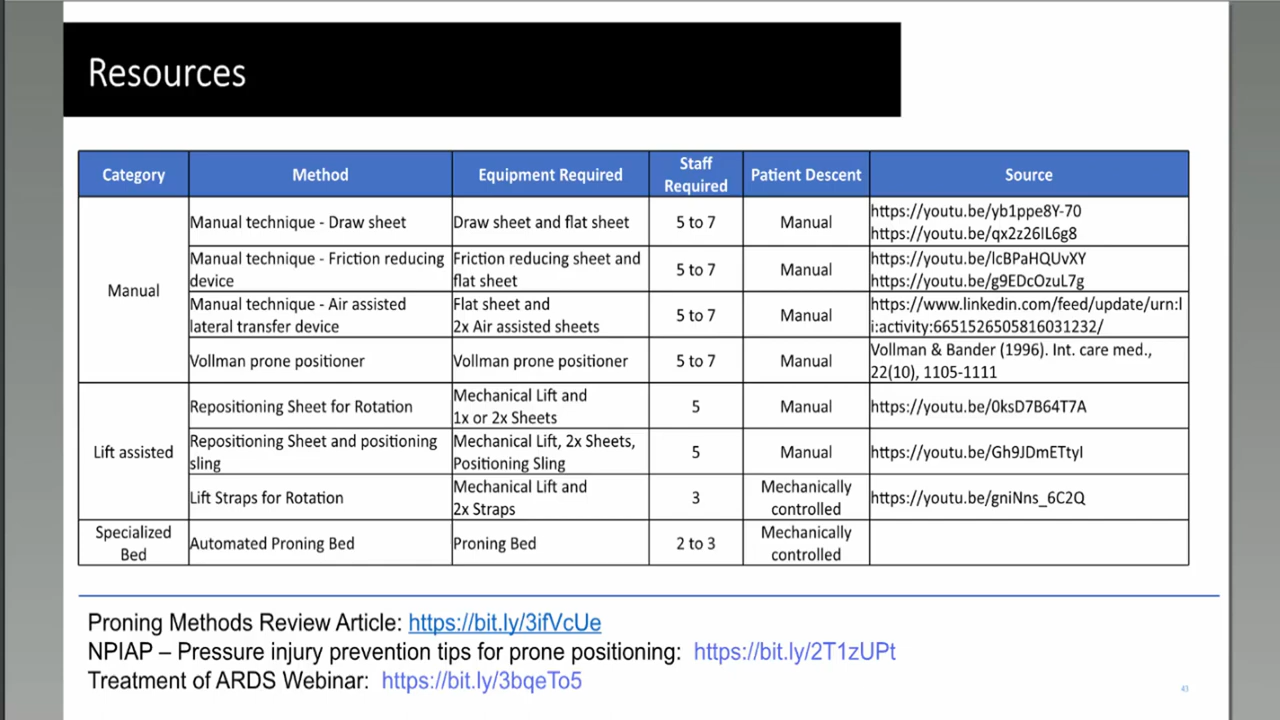 Resources
Category Method Equipment Required Staff Required Patient Descent Source
Manual
Manual technique - Draw sheet
Draw sheet and flat sheet
5 to 7
Manual
https://youtu.be/yb1ppe8Y-70
https://youtu.be/qx2z26lL6g8
Manual technique - Friction reducing
device
Friction reducing sheet and
flat sheet
5 to 7
Manual
https://youtu.be/lcBPaHQUvXY
https://youtu.be/g9EDcOzuL7g
Manual technique - Air assisted
lateral transfer device
Flat sheet and
2x Air assisted sheets
5 to 7
Manual
https://www.linkedin.com/feed/update/urn:l
i:activity:6651526505816031232/
Vollman prone positioner
Vollman prone positioner
5 to 7
Manual
Vollman & Bander (1996). Int. care med.,
22(10), 1105-1111
Lift assisted
Repositioning Sheet for Rotation
Mechanical Lift and
1x or 2x Sheets
5
Manual
https://youtu.be/0ksD7B64T7A
Repositioning Sheet and positioning
sling
Mechanical Lift, 2x Sheets,
Positioning Sling
5
Manual
https://youtu.be/Gh9JDmETtyI
Lift Straps for Rotation
Mechanical Lift and
2x Straps
3
Mechanically
controlled
https://youtu.be/gniNns_6C2Q
Specialized
Bed
Automated Proning Bed
Proning Bed
2 to 3
Mechanically
controlled
Proning Methods Review Article: https://bit.ly/3ifVcUe
NPIAP – Pressure injury prevention tips for prone positioning: https://bit.ly/2T1zUPt
Treatment of ARDS Webinar: https://bit.ly/3bqeTo5
43